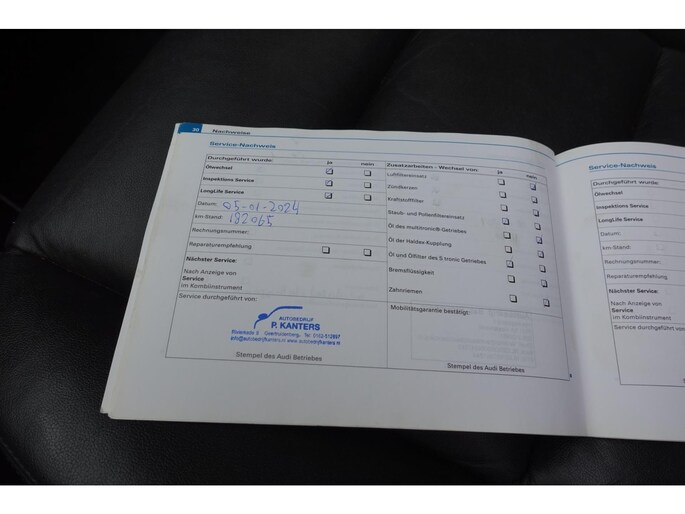 30 Nachweise
Service-Nachweis
Durchgeführt wurde: ja nein
Ölwechsel
Inspektions Service
LongLife Service
Datum: 05-01-2024
km-Stand: 192065
Rechnungsnummer:
Reparaturempfehlung
Nächster Service:
Nach Anzeige von
Service
im Kombiinstrument
Service durchgeführt von:
AUTOBEDRIJF
P. KANTERS
Stempel des Audi Betriebes
Zusatzarbeiten - Wechsel von: ja nein
Luftfiltereinsatz
Zündkerzen
Kraftstofffilter
Staub- und Pollenfiltereinsatz
Öl des multitronic®-Getriebes
Öl der Haldex-Kupplung
Öl und Ölfilter des S tronic Getriebes
Bremsflüssigkeit
Zahnriemen
Mobilitätsgarantie bestätigt:
Stempel des Audi Betriebes
Service-Nachweis
Durchgeführt wurde:
Ölwechsel
Inspektions Service
LongLife Service
Datum:
km-Stand:
Rechnungsnummer:
Reparaturempfehlung
Nächster Service:
Nach Anzeige von
Service
im Kombiinstrument
Service durchgeführt von: